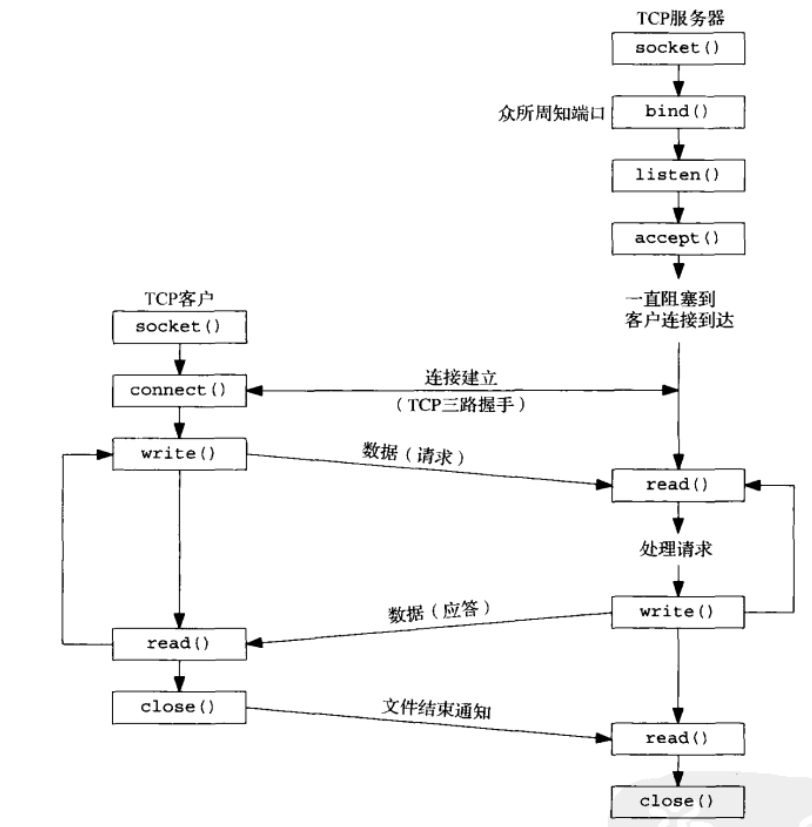 TCP服务器
socket()
众所周知端口
bind()
listen()
accept()
一直阻塞到
客户连接到达
TCP客户
socket()
connect()
连接建立
(TCP三路握手)
write()
数据(请求)
read()
处理请求
数据(应答)
write()
read()
close()
文件结束通知
read()
close()